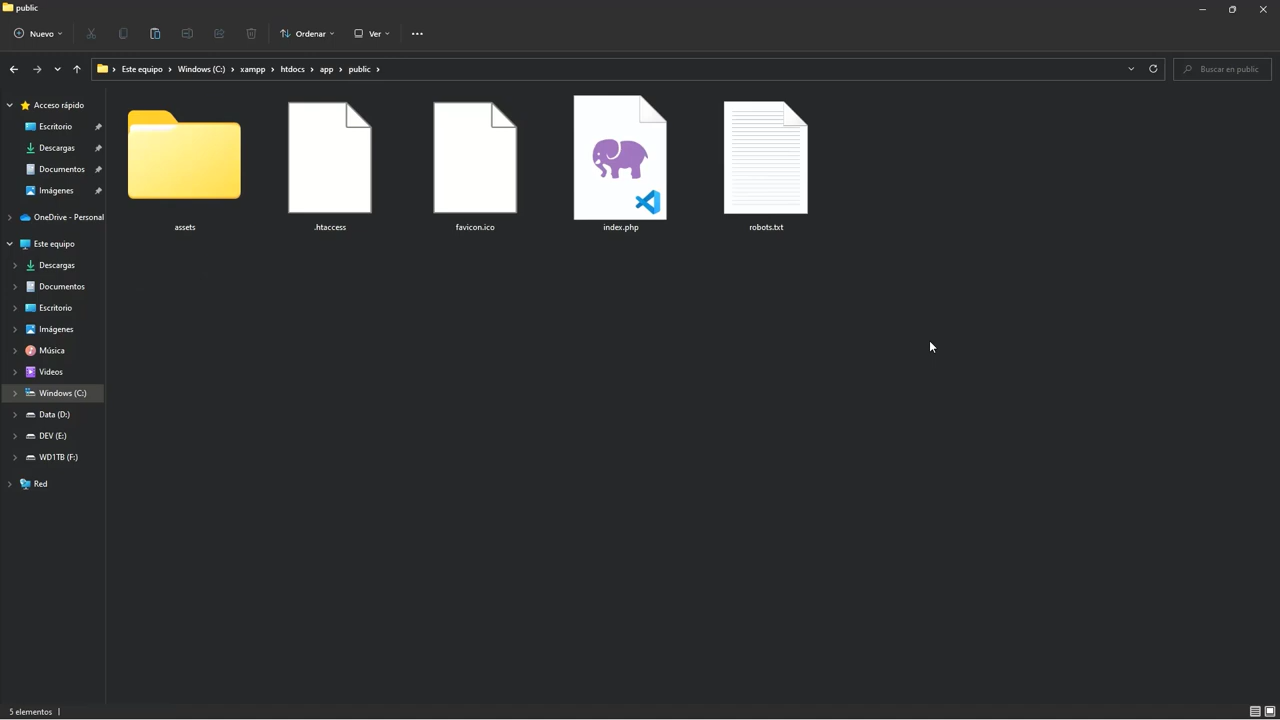 public
Nuevo Ordenar Ver
Este equipo Windows (C:) xampp htdocs app public Buscar en public
Acceso rápido
Escritorio
Descargas
Documentos
Imágenes
OneDrive - Personal
Este equipo
Descargas
Documentos
Escritorio
Imágenes
Música
Videos
Windows (C:)
Data (D:)
DEV (E:)
WD1TB (F:)
Red
assets .htaccess favicon.ico index.php robots.txt
5 elementos